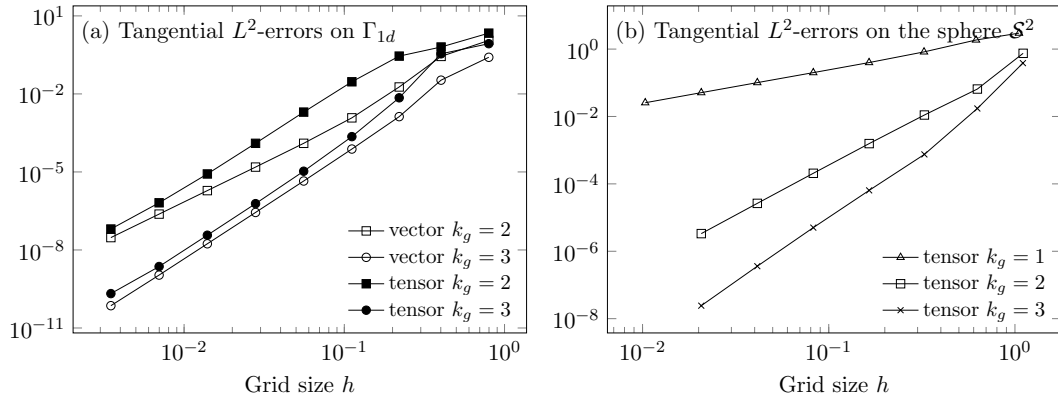 (a) Tangential L²-errors on Γ₁d
10¹
10⁻²
10⁻⁵
10⁻⁸
10⁻¹¹
vector k_g = 2
vector k_g = 3
tensor k_g = 2
tensor k_g = 3
10⁻² 10⁻¹ 10⁰
Grid size h
(b) Tangential L²-errors on the sphere 𝒮²
10⁰
10⁻²
10⁻⁴
10⁻⁶
10⁻⁸
tensor k_g = 1
tensor k_g = 2
tensor k_g = 3
10⁻² 10⁻¹ 10⁰
Grid size h